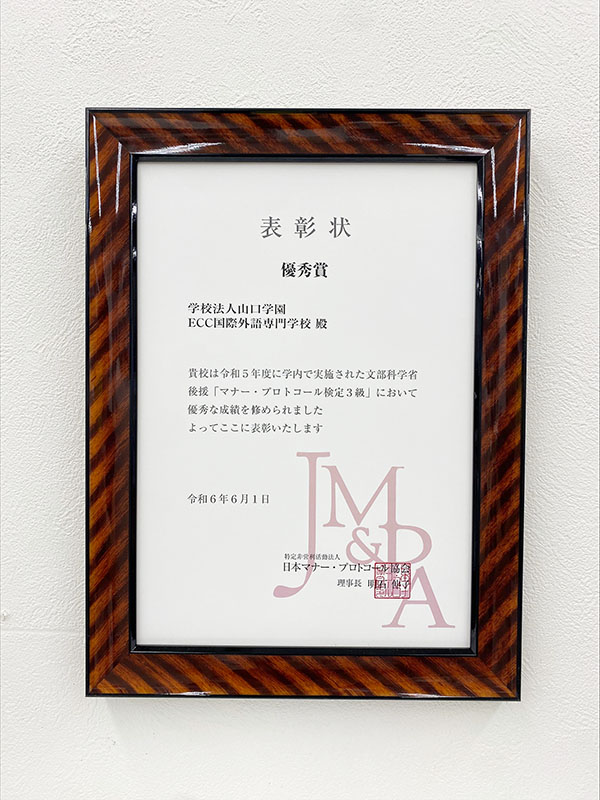 表彰状
優秀賞
学校法人山口学園
ECC国際外語専門学校 殿
貴校は令和5年度に学内で実施された文部科学省
後援「マナー・プロトコール検定3級」において
優秀な成績を修められました
よってここに表彰いたします
令和6年6月1日
JM&PA
特定非営利活動法人
日本マナー・プロトコール協会
理事長 明石 伸子